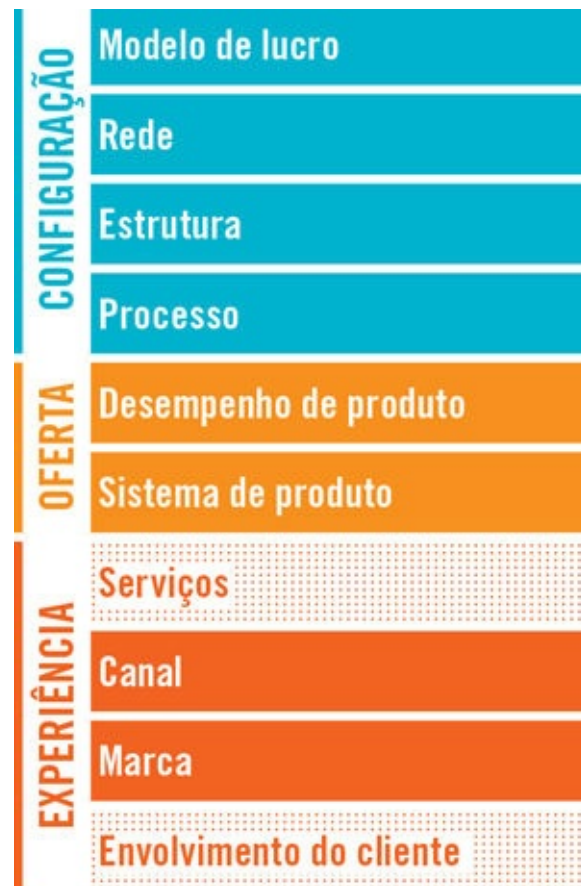 CONFIGURAÇÃO
Modelo de lucro
Rede
Estrutura
Processo
OFERTA
Desempenho de produto
Sistema de produto
EXPERIÊNCIA
Serviços
Canal
Marca
Envolvimento do cliente